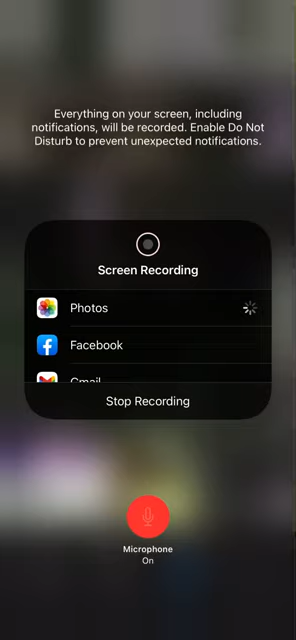 Everything on your screen, including
notifications, will be recorded. Enable Do Not
Disturb to prevent unexpected notifications.
Screen Recording
Photos
Facebook
Gmail
Stop Recording
Microphone
On